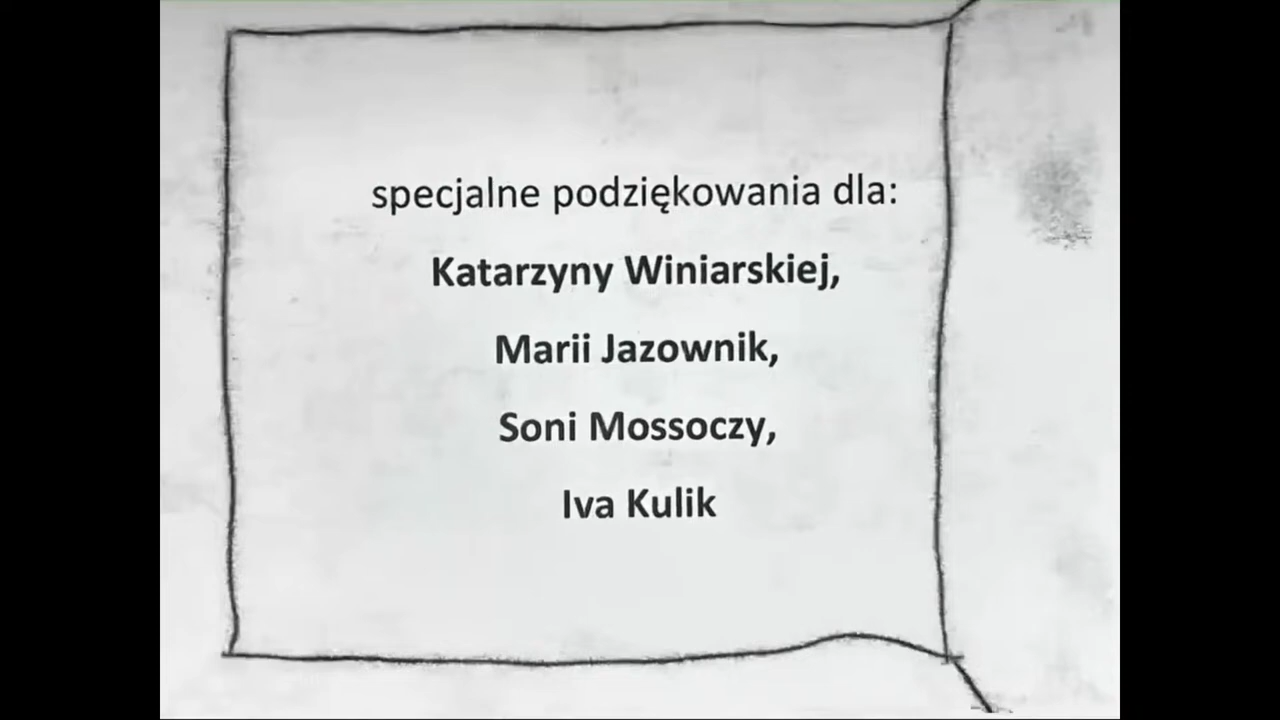 specjalne podziękowania dla:
Katarzyny Winiarskiej,
Marii Jazownik,
Soni Mossoczy,
Iva Kulik